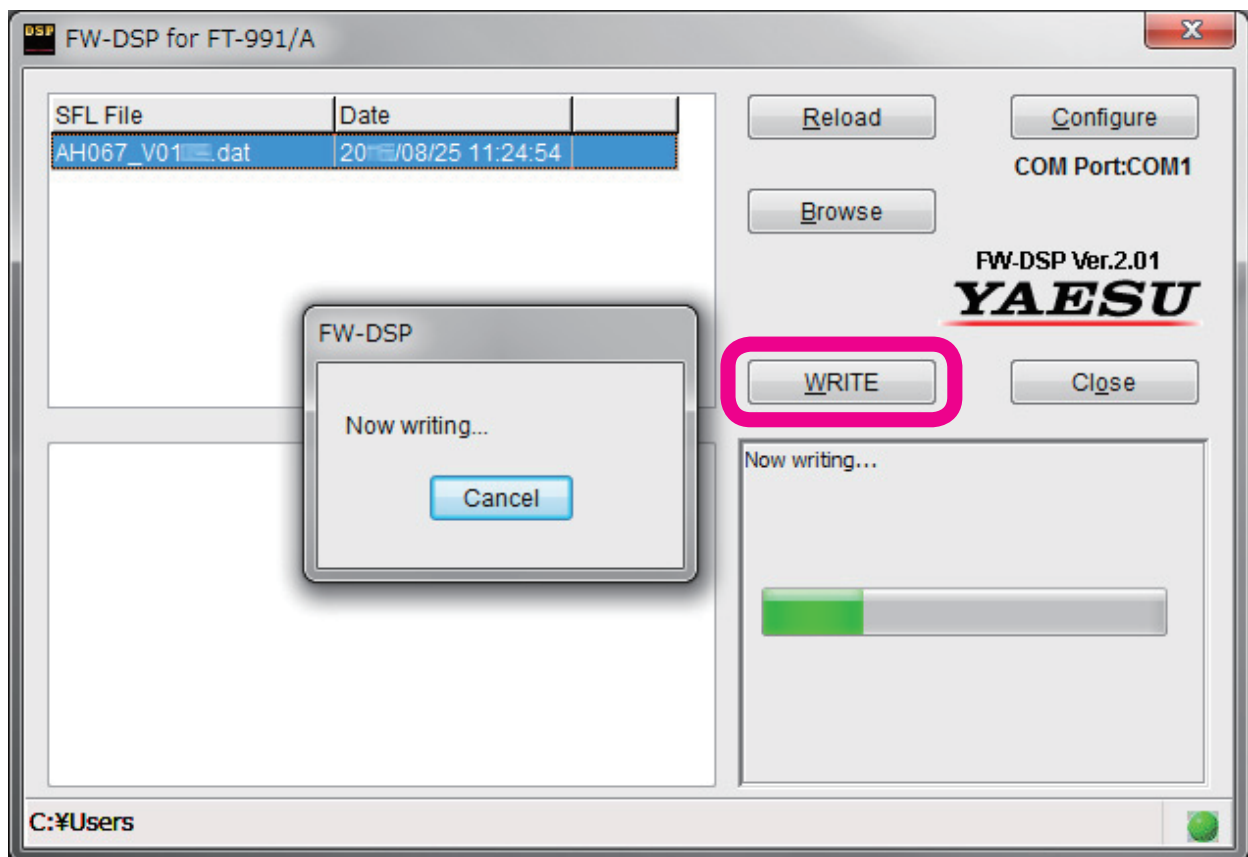 DSP FW-DSP for FT-991/A
SFL File Date
AH067_V01 .dat 20 /08/25 11:24:54
Reload
Configure
COM Port:COM1
Browse
FW-DSP Ver.2.01
YAESU
WRITE
Close
FW-DSP
Now writing...
Cancel
Now writing...
C:¥Users